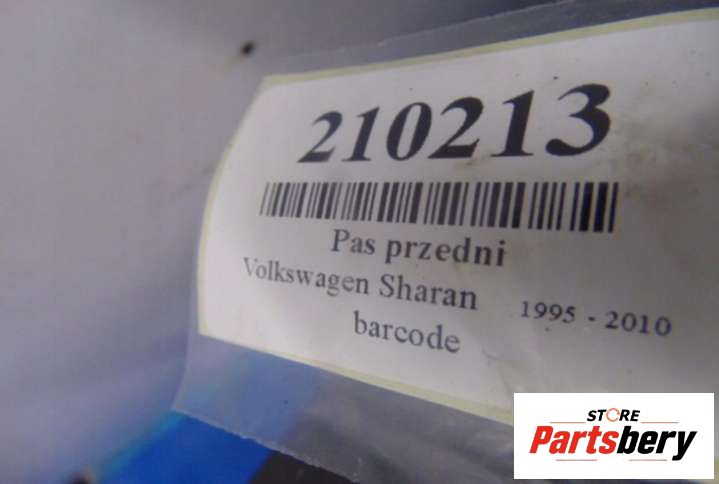 210213
Pas przedni
Volkswagen Sharan 1995 - 2010
barcode
STORE
Partsbery